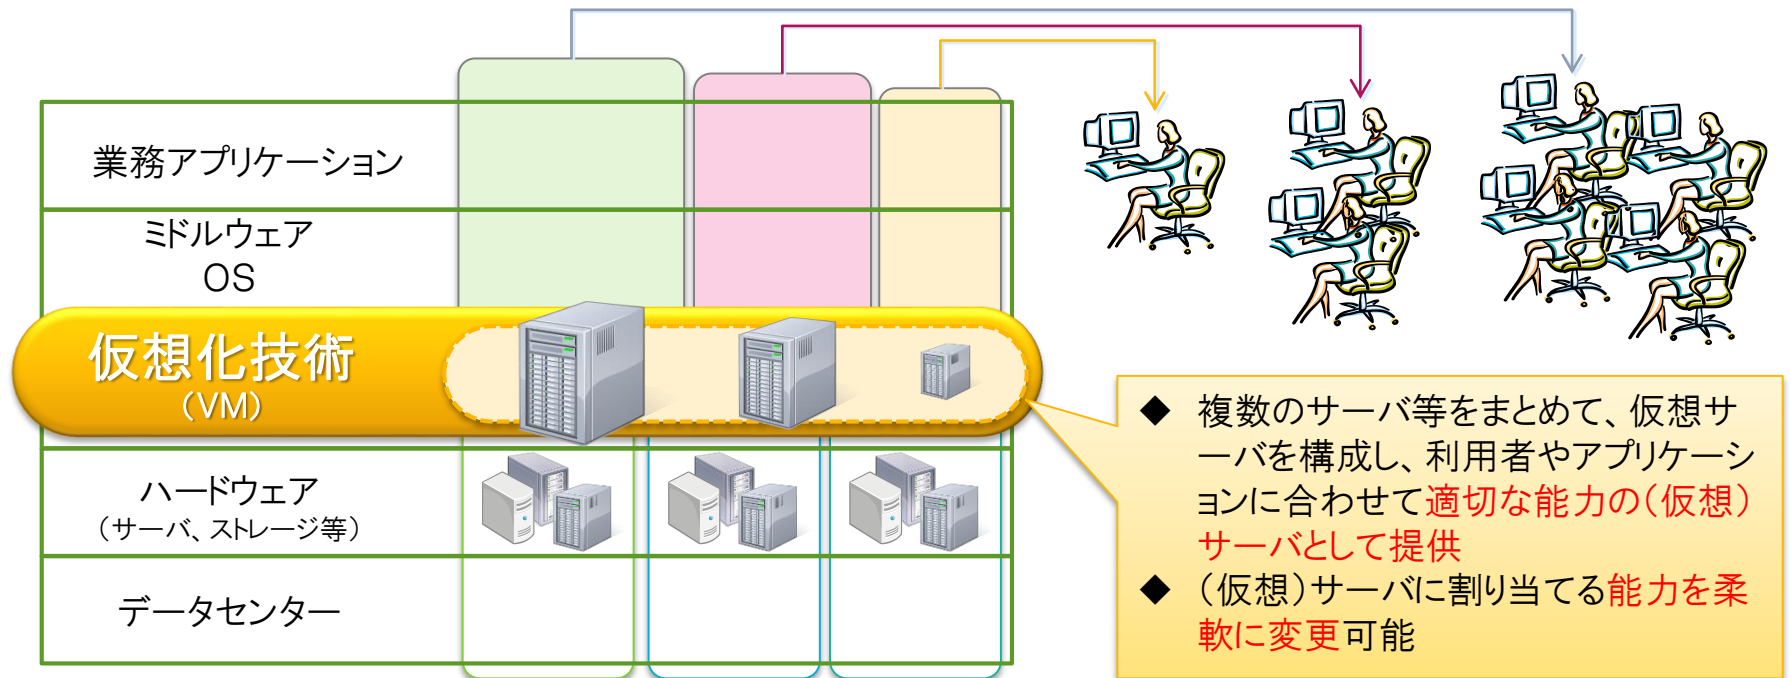 業務アプリケーション
ミドルウェア
OS
仮想化技術
（VM）
ハードウェア
（サーバ、ストレージ等）
データセンター
◆ 複数のサーバ等をまとめて、仮想サ
ーバを構成し、利用者やアプリケーシ
ョンに合わせて適切な能力の（仮想）
サーバとして提供
◆ （仮想）サーバに割り当てる能力を柔
軟に変更可能